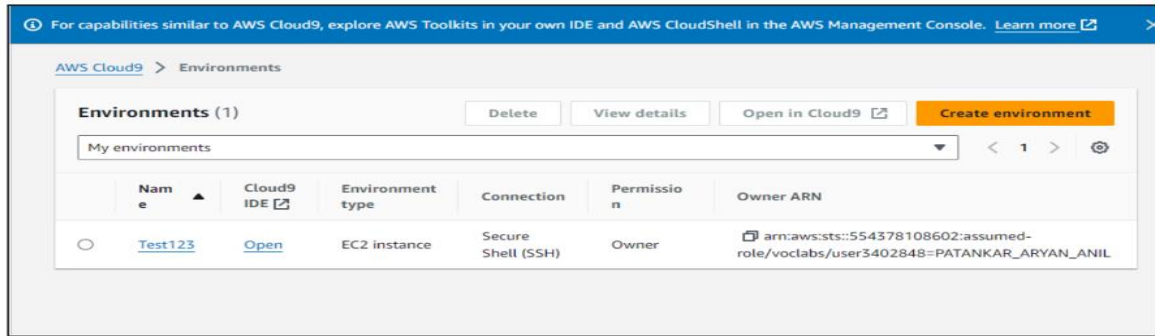 For capabilities similar to AWS Cloud9, explore AWS Toolkits in your own IDE and AWS CloudShell in the AWS Management Console. Learn more
AWS Cloud9 > Environments
Environments (1)
Delete
View details
Open in Cloud9
Create environment
My environments
< 1 >
Nam
e
Cloud9
IDE
Environment
type
Connection
Permissio
n
Owner ARN
Test123
Open
EC2 instance
Secure
Shell (SSH)
Owner
arn:aws:sts::554378108602:assumed-
role/voclabs/user3402848=PATANKAR_ARYAN_ANIL